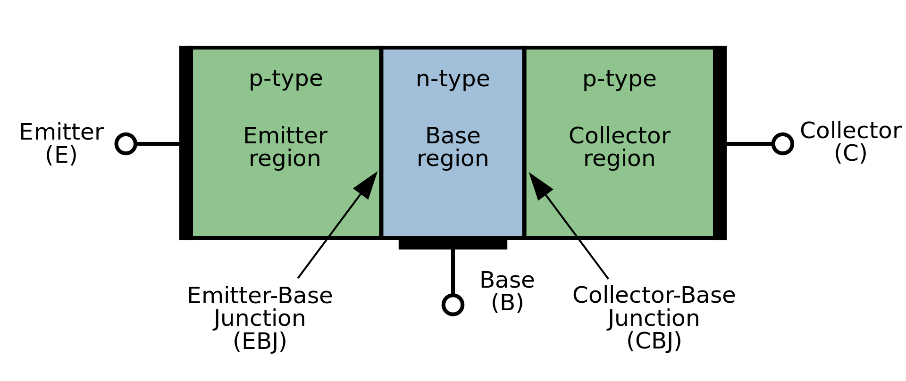 p-type
n-type
p-type
Emitter
region
Base
region
Collector
region
Emitter
(E)
Collector
(C)
Base
(B)
Emitter-Base
Junction
(EBJ)
Collector-Base
Junction
(CBJ)